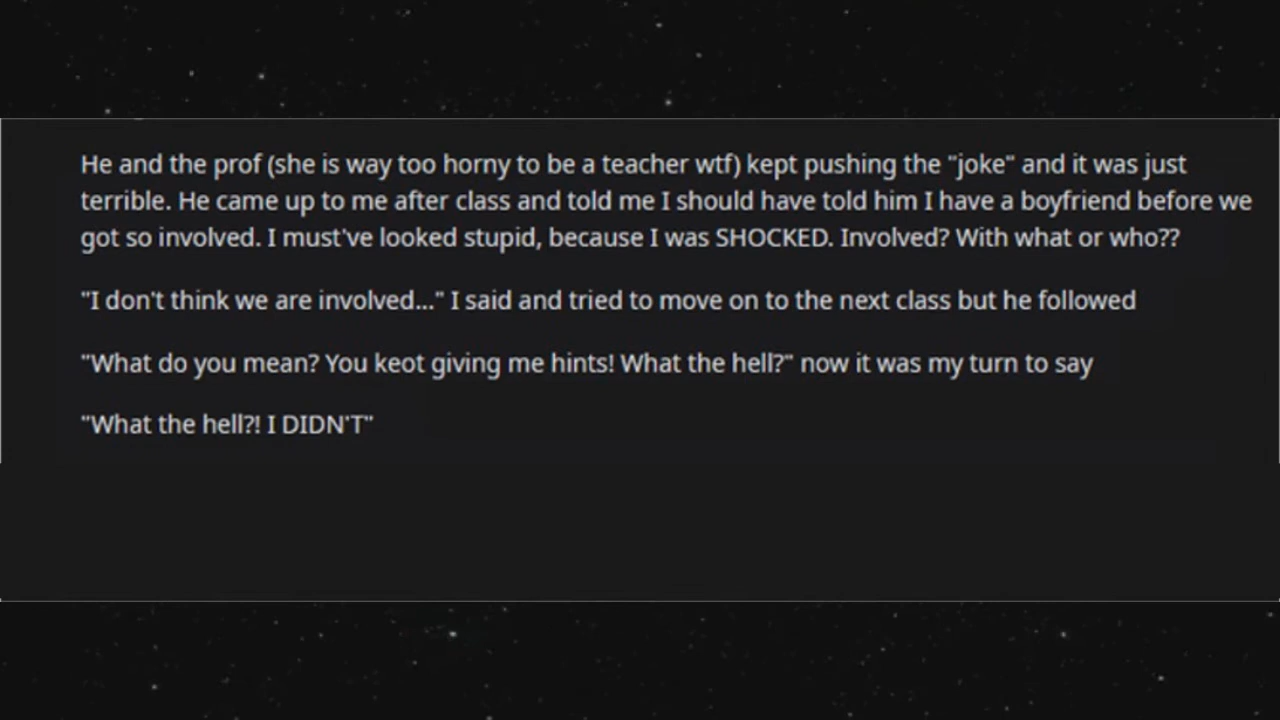 He and the prof (she is way too horny to be a teacher wtf) kept pushing the "joke" and it was just
terrible. He came up to me after class and told me I should have told him I have a boyfriend before we
got so involved. I must've looked stupid, because I was SHOCKED. Involved? With what or who??
"I don't think we are involved..." I said and tried to move on to the next class but he followed
"What do you mean? You keot giving me hints! What the hell?" now it was my turn to say
"What the hell?! I DIDN'T"